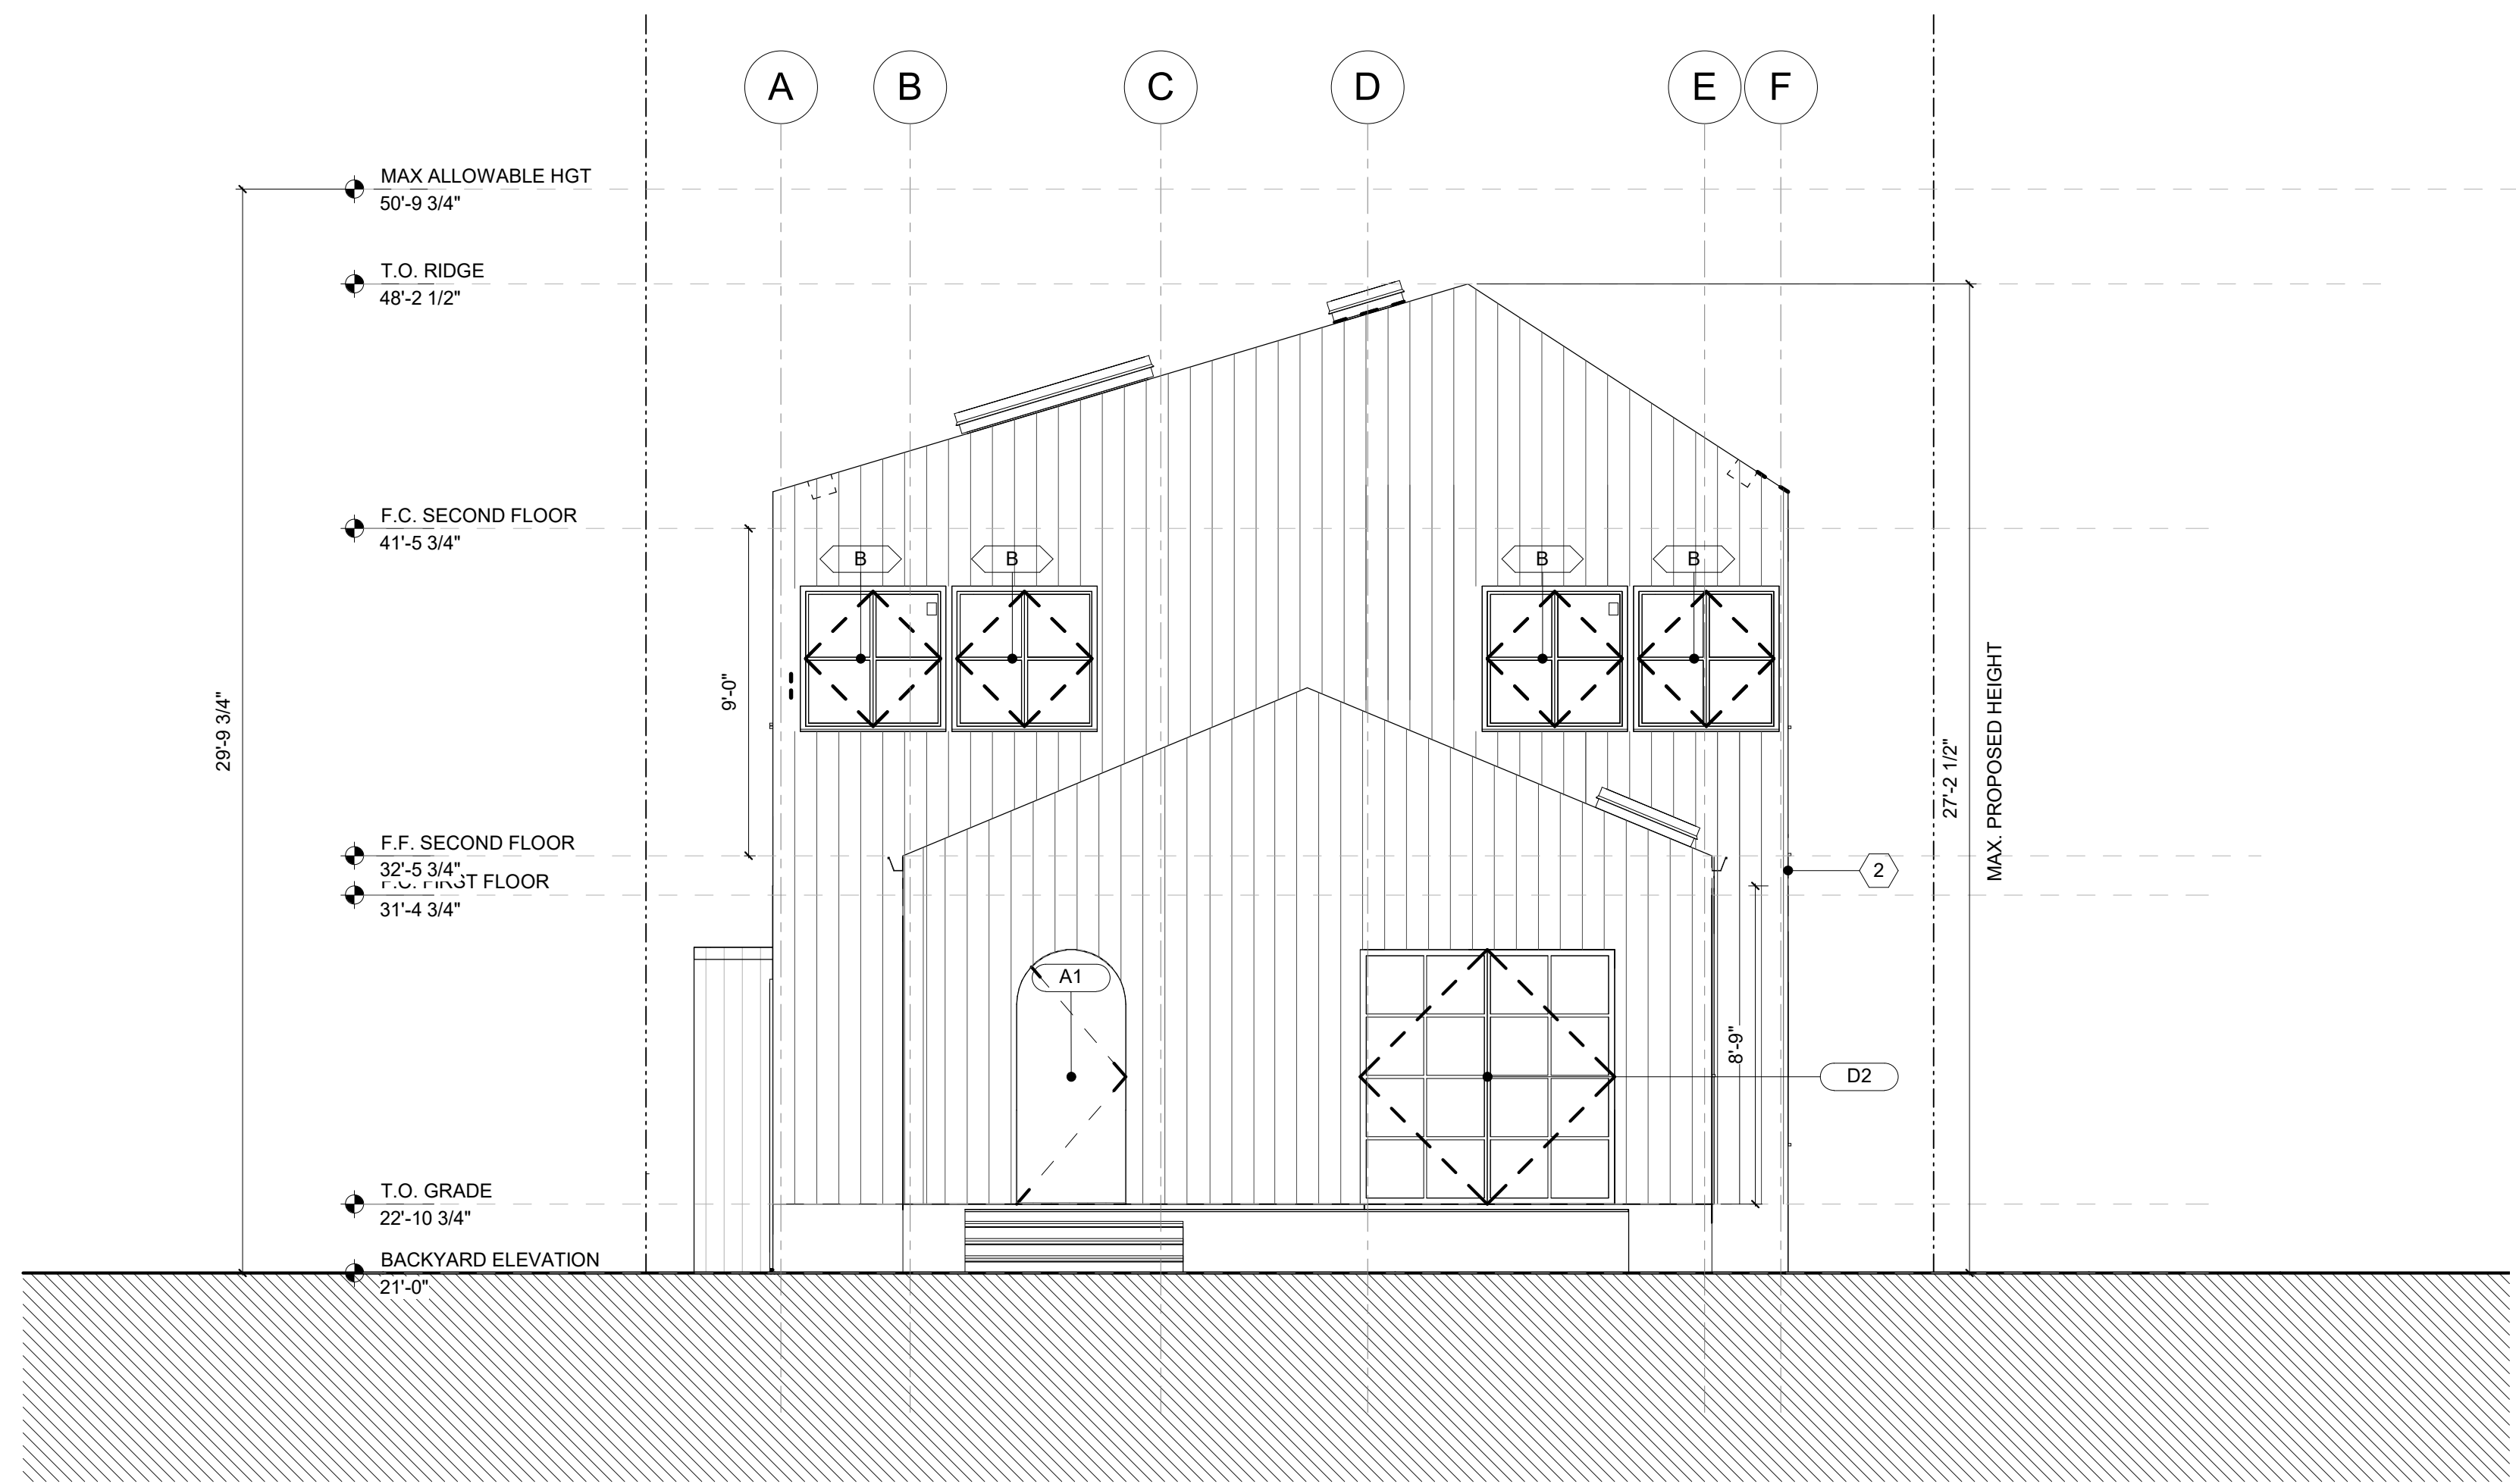 A B C D E F
MAX ALLOWABLE HGT
50'-9 3/4"
T.O. RIDGE
48'-2 1/2"
F.C. SECOND FLOOR
41'-5 3/4"
B B B B
9'-0"
29'-9 3/4"
27'-2 1/2"
MAX. PROPOSED HEIGHT
F.F. SECOND FLOOR
32'-5 3/4"
F.C. FIRST FLOOR
31'-4 3/4"
2
A1
8'-9"
D2
T.O. GRADE
22'-10 3/4"
BACKYARD ELEVATION
21'-0"